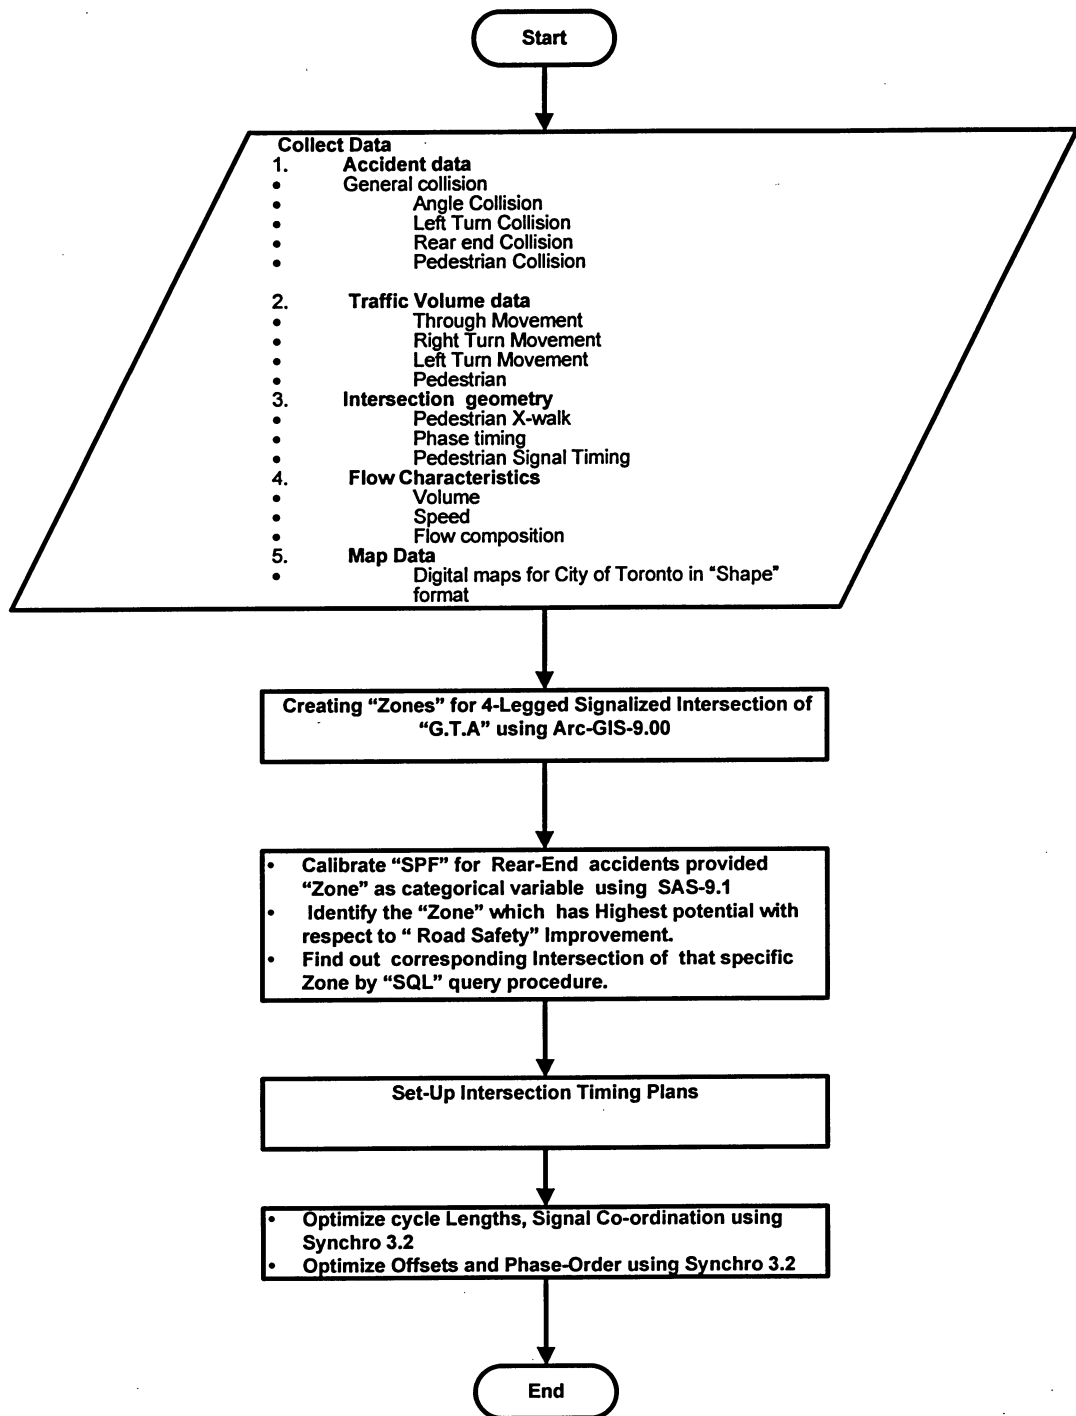 Start
Collect Data
1. Accident data
• General collision
• Angle Collision
• Left Turn Collision
• Rear end Collision
• Pedestrian Collision
2. Traffic Volume data
• Through Movement
• Right Turn Movement
• Left Turn Movement
• Pedestrian
3. Intersection geometry
• Pedestrian X-walk
• Phase timing
• Pedestrian Signal Timing
4. Flow Characteristics
• Volume
• Speed
• Flow composition
5. Map Data
• Digital maps for City of Toronto in “Shape”
format
Creating “Zones” for 4-Legged Signalized Intersection of
“G.T.A” using Arc-GIS-9.00
• Calibrate “SPF” for Rear-End accidents provided
“Zone” as categorical variable using SAS-9.1
• Identify the “Zone” which has Highest potential with
respect to “ Road Safety” Improvement.
• Find out corresponding Intersection of that specific
Zone by “SQL” query procedure.
Set-Up Intersection Timing Plans
• Optimize cycle Lengths, Signal Co-ordination using
Synchro 3.2
• Optimize Offsets and Phase-Order using Synchro 3.2
End